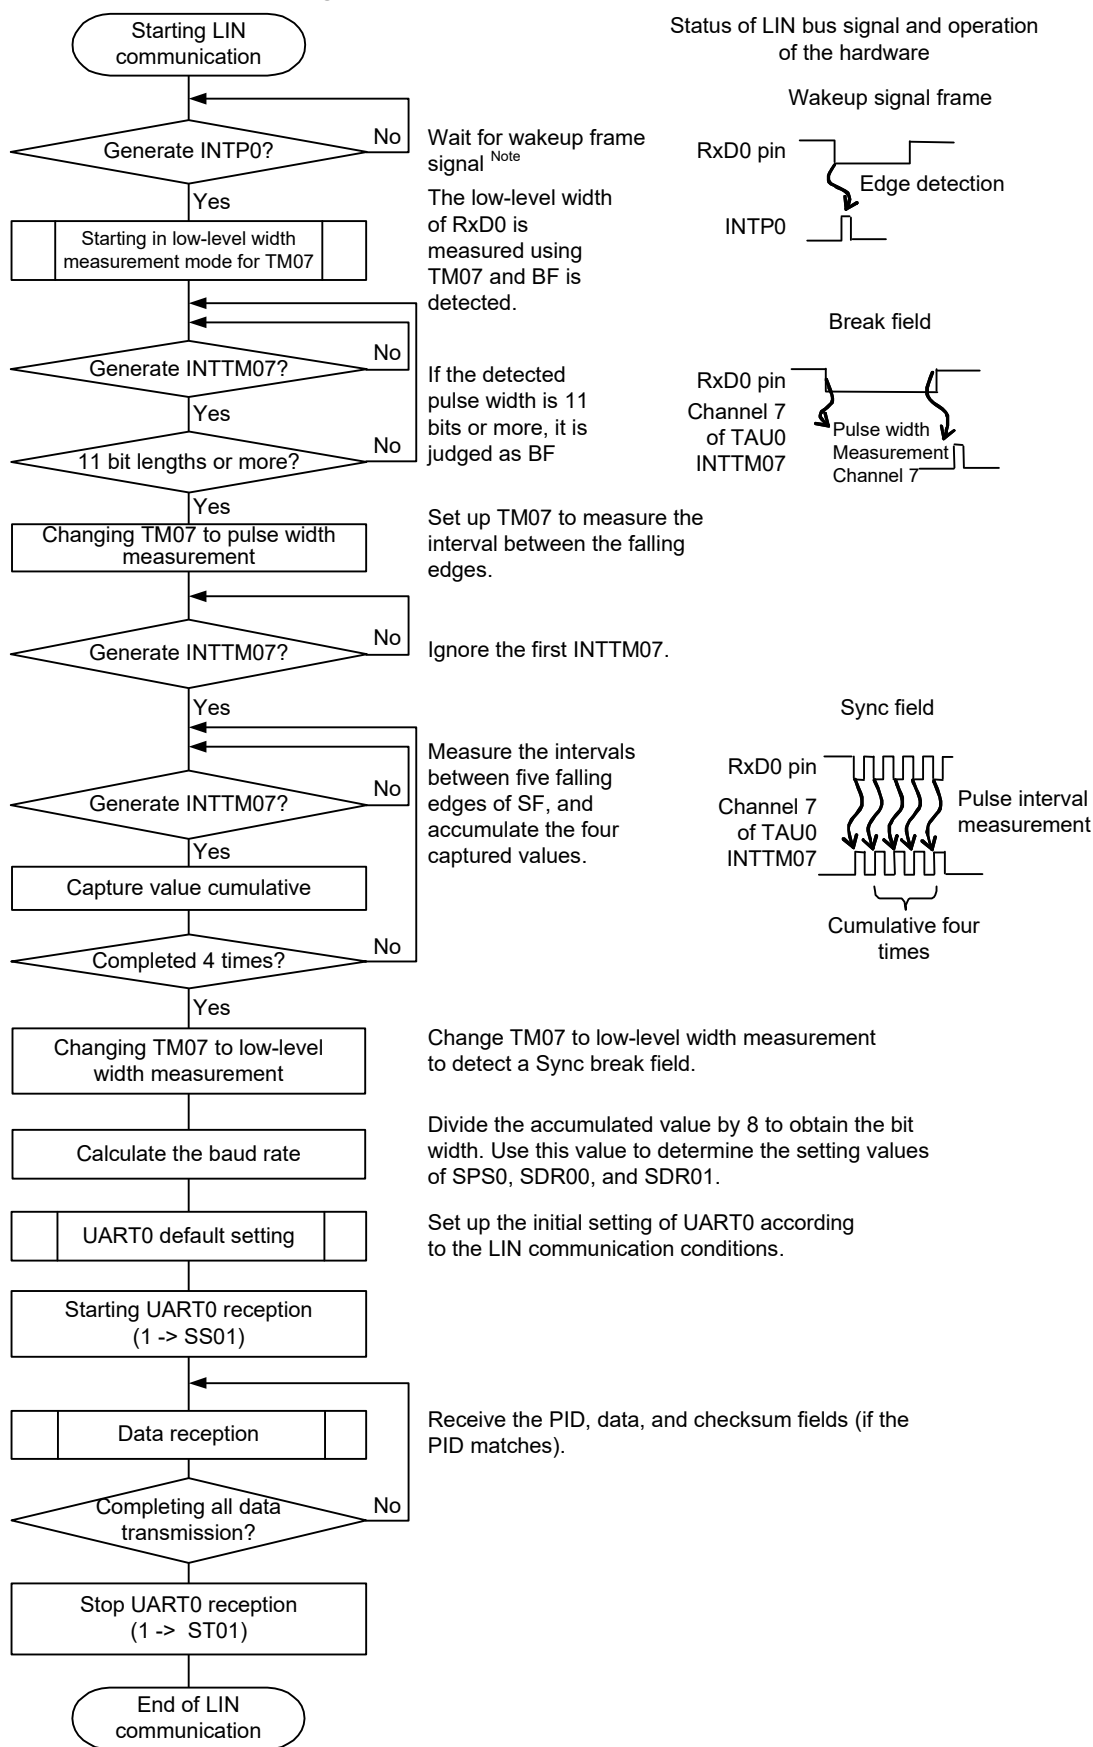 Starting LIN
communication
Status of LIN bus signal and operation
of the hardware
Wakeup signal frame
Generate INTP0?
No
Yes
Wait for wakeup frame
signal Note
RxD0 pin
Edge detection
INTP0
Starting in low-level width
measurement mode for TM07
The low-level width
of RxD0 is
measured using
TM07 and BF is
detected.
Break field
Generate INTTM07?
No
Yes
RxD0 pin
Channel 7
of TAU0
INTTM07
Pulse width
Measurement
Channel 7
11 bit lengths or more?
No
Yes
If the detected
pulse width is 11
bits or more, it is
judged as BF
Changing TM07 to pulse width
measurement
Set up TM07 to measure the
interval between the falling
edges.
Generate INTTM07?
No
Yes
Ignore the first INTTM07.
Sync field
Generate INTTM07?
No
Yes
Measure the intervals
between five falling
edges of SF, and
accumulate the four
captured values.
RxD0 pin
Channel 7
of TAU0
INTTM07
Pulse interval
measurement
Cumulative four
times
Capture value cumulative
Completed 4 times?
No
Yes
Changing TM07 to low-level
width measurement
Change TM07 to low-level width measurement
to detect a Sync break field.
Calculate the baud rate
Divide the accumulated value by 8 to obtain the bit
width. Use this value to determine the setting values
of SPS0, SDR00, and SDR01.
UART0 default setting
Set up the initial setting of UART0 according
to the LIN communication conditions.
Starting UART0 reception
(1 -> SS01)
Data reception
Receive the PID, data, and checksum fields (if the
PID matches).
Completing all data
transmission?
No
Stop UART0 reception
(1 -> ST01)
End of LIN
communication